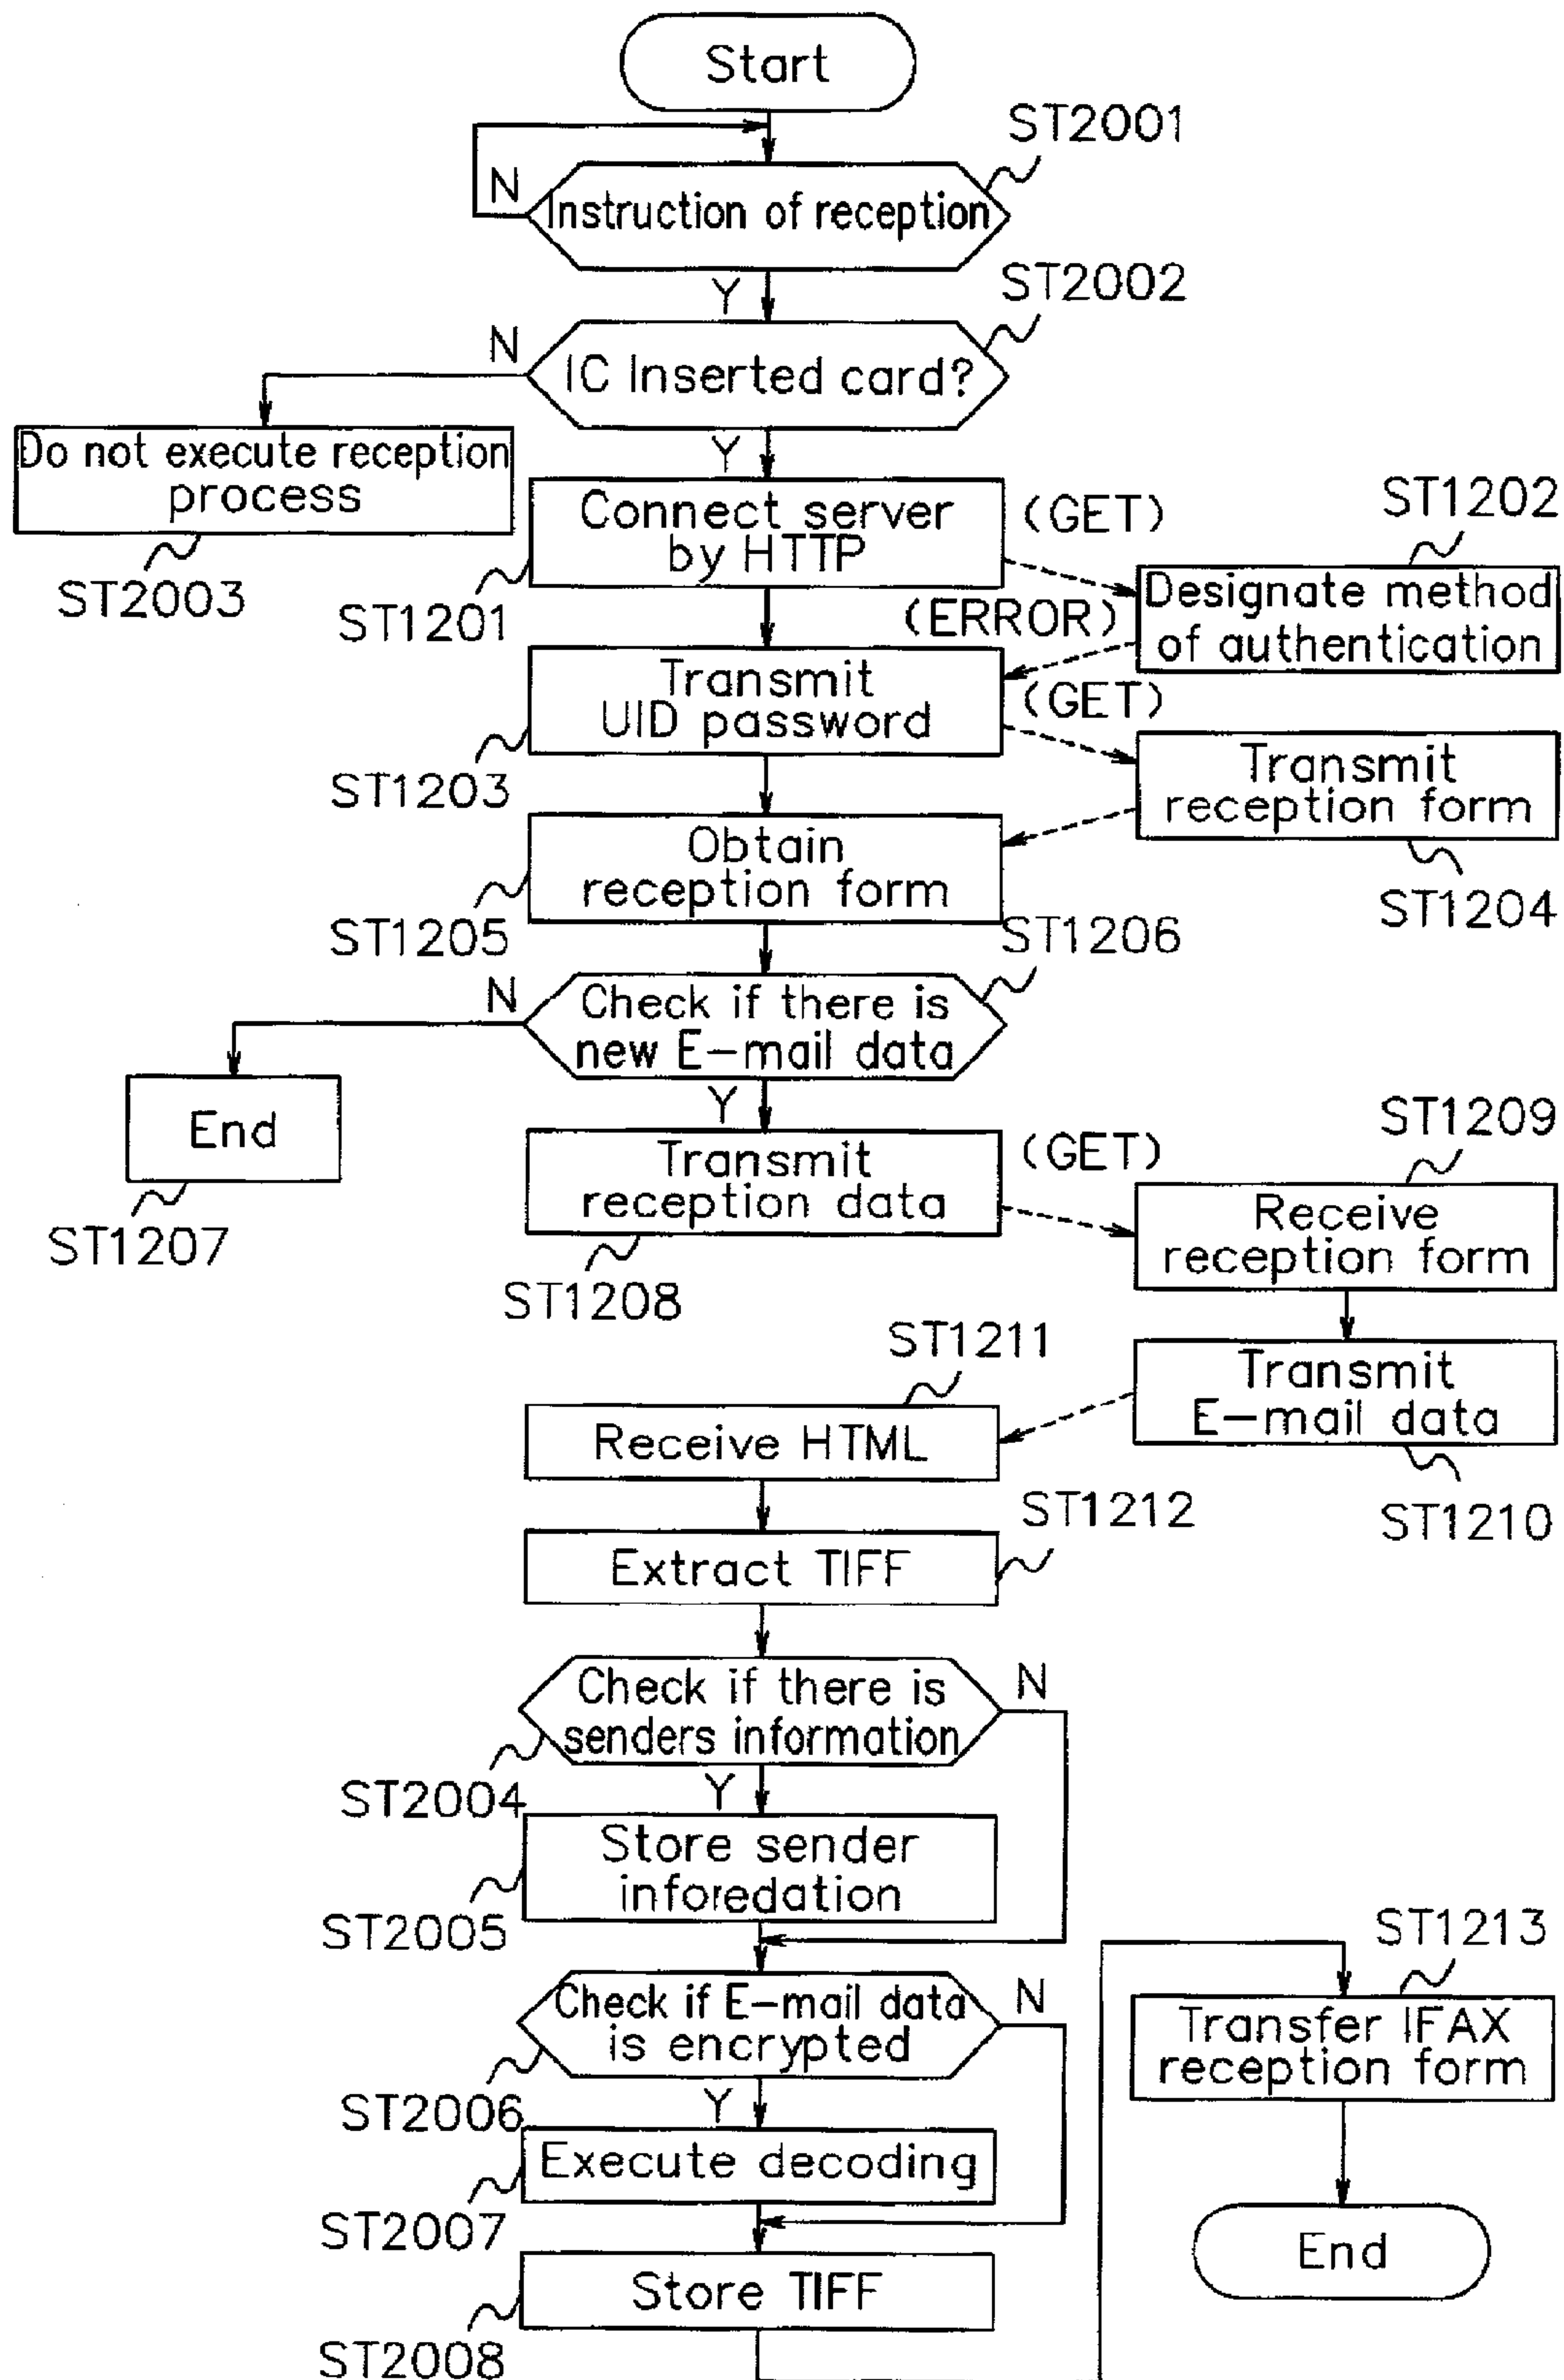 Start
ST2001
N
Instruction of reception
Y
ST2002
N
IC Inserted card?
Do not execute reception
process
ST2003
Y
Connect server
by HTTP
ST1201
(GET)
ST1202
Designate method
of authentication
(ERROR)
Transmit
UID password
ST1203
(GET)
Transmit
reception form
ST1204
Obtain
reception form
ST1205
ST1206
N
Check if there is
new E-mail data
End
ST1207
Y
Transmit
reception data
ST1208
(GET)
ST1209
Receive
reception form
Transmit
E-mail data
ST1210
ST1211
Receive HTML
ST1212
Extract TIFF
Check if there is
senders information
N
ST2004
Y
Store sender
inforedation
ST2005
Check if E-mail data
is encrypted
N
ST2006
Y
Execute decoding
ST2007
Store TIFF
ST2008
ST1213
Transfer IFAX
reception form
End